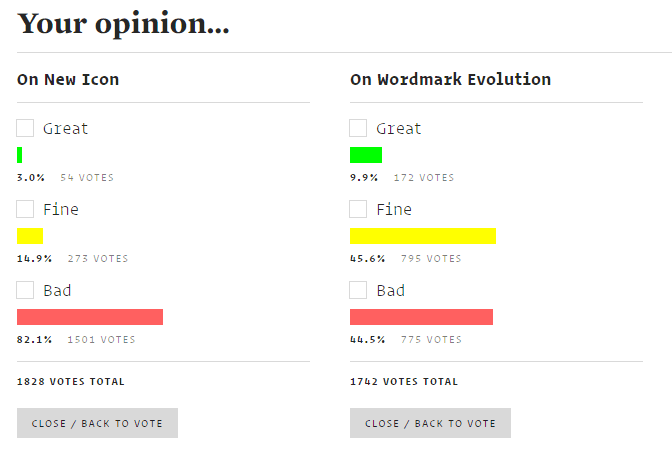 Your opinion...
On New Icon
Great
3.0% 54 VOTES
Fine
14.9% 273 VOTES
Bad
82.1% 1501 VOTES
1828 VOTES TOTAL
CLOSE / BACK TO VOTE
On Wordmark Evolution
Great
9.9% 172 VOTES
Fine
45.6% 795 VOTES
Bad
44.5% 775 VOTES
1742 VOTES TOTAL
CLOSE / BACK TO VOTE